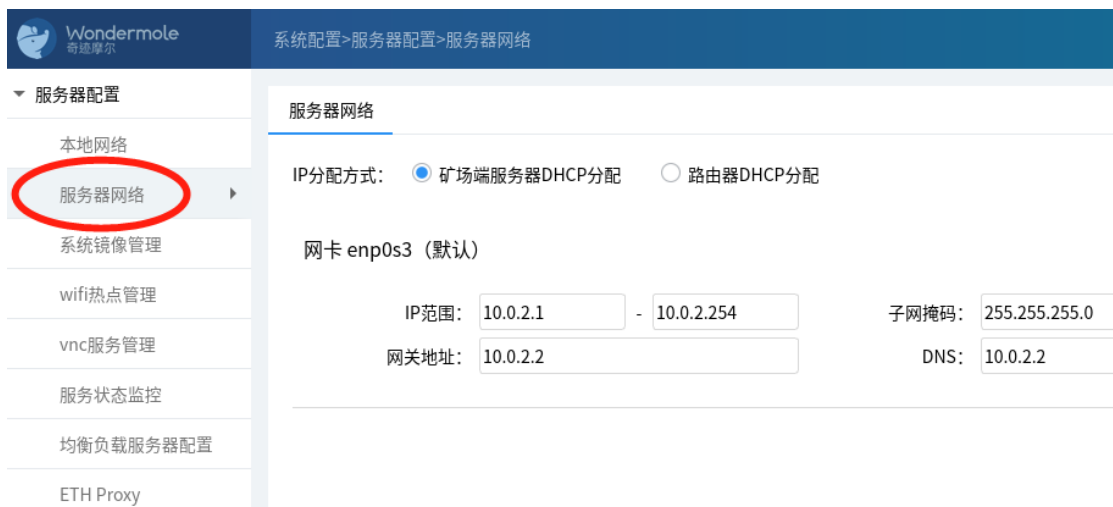 Wondermole
奇迹摩尔
系统配置>服务器配置>服务器网络
服务器配置
本地网络
服务器网络
系统镜像管理
wifi热点管理
vnc服务管理
服务状态监控
均衡负载服务器配置
ETH Proxy
服务器网络
IP分配方式： 矿场端服务器DHCP分配 路由器DHCP分配
网卡 enp0s3（默认）
IP范围： 10.0.2.1 - 10.0.2.254 子网掩码： 255.255.255.0
网关地址： 10.0.2.2 DNS： 10.0.2.2